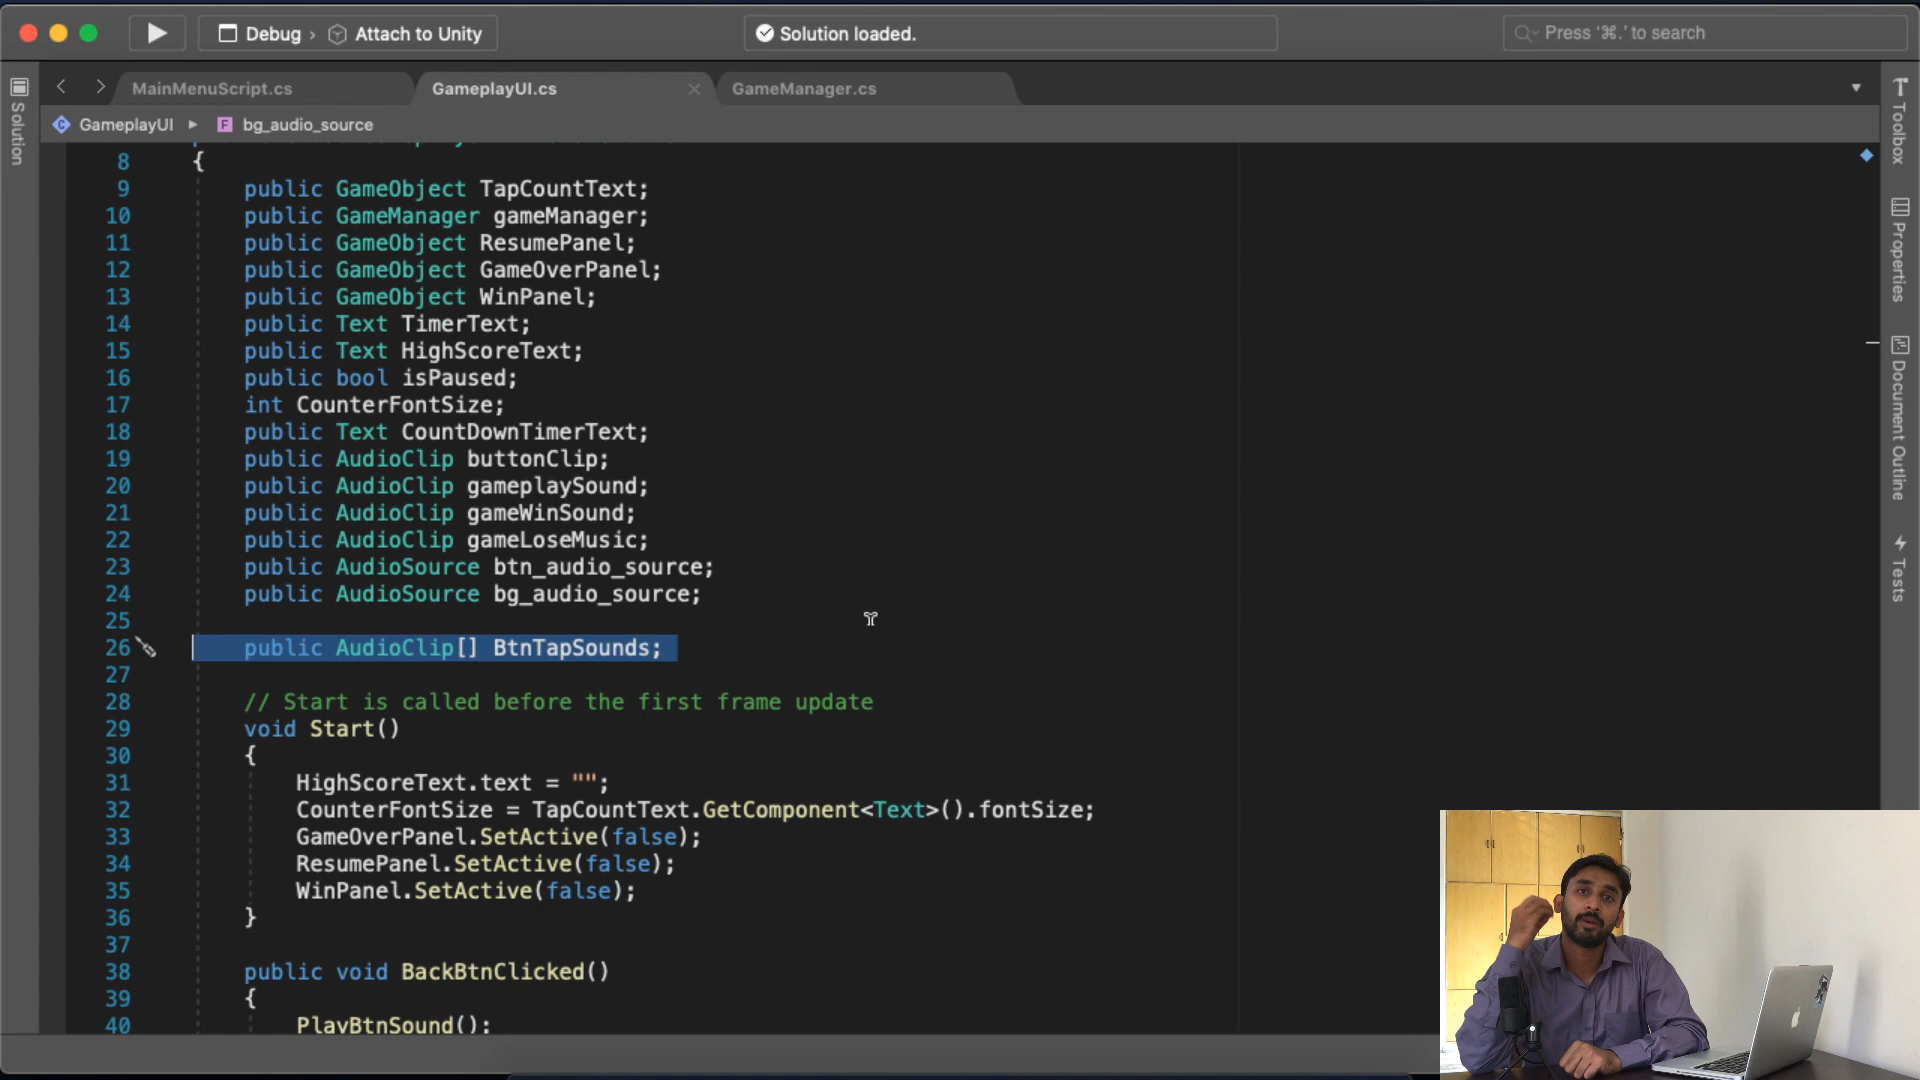 Debug › Attach to Unity
Solution loaded.
Press '⌘.' to search
MainMenuScript.cs
GameplayUI.cs
GameManager.cs
GameplayUI
bg_audio_source
Solution
Toolbox
Properties
Document Outline
Tests
8 {
9 public GameObject TapCountText;
10 public GameManager gameManager;
11 public GameObject ResumePanel;
12 public GameObject GameOverPanel;
13 public GameObject WinPanel;
14 public Text TimerText;
15 public Text HighScoreText;
16 public bool isPaused;
17 int CounterFontSize;
18 public Text CountDownTimerText;
19 public AudioClip buttonClip;
20 public AudioClip gameplaySound;
21 public AudioClip gameWinSound;
22 public AudioClip gameLoseMusic;
23 public AudioSource btn_audio_source;
24 public AudioSource bg_audio_source;
25
26 public AudioClip[] BtnTapSounds;
27
28 // Start is called before the first frame update
29 void Start()
30 {
31 HighScoreText.text = "";
32 CounterFontSize = TapCountText.GetComponent<Text>().fontSize;
33 GameOverPanel.SetActive(false);
34 ResumePanel.SetActive(false);
35 WinPanel.SetActive(false);
36 }
37
38 public void BackBtnClicked()
39 {
40 PlayBtnSound();